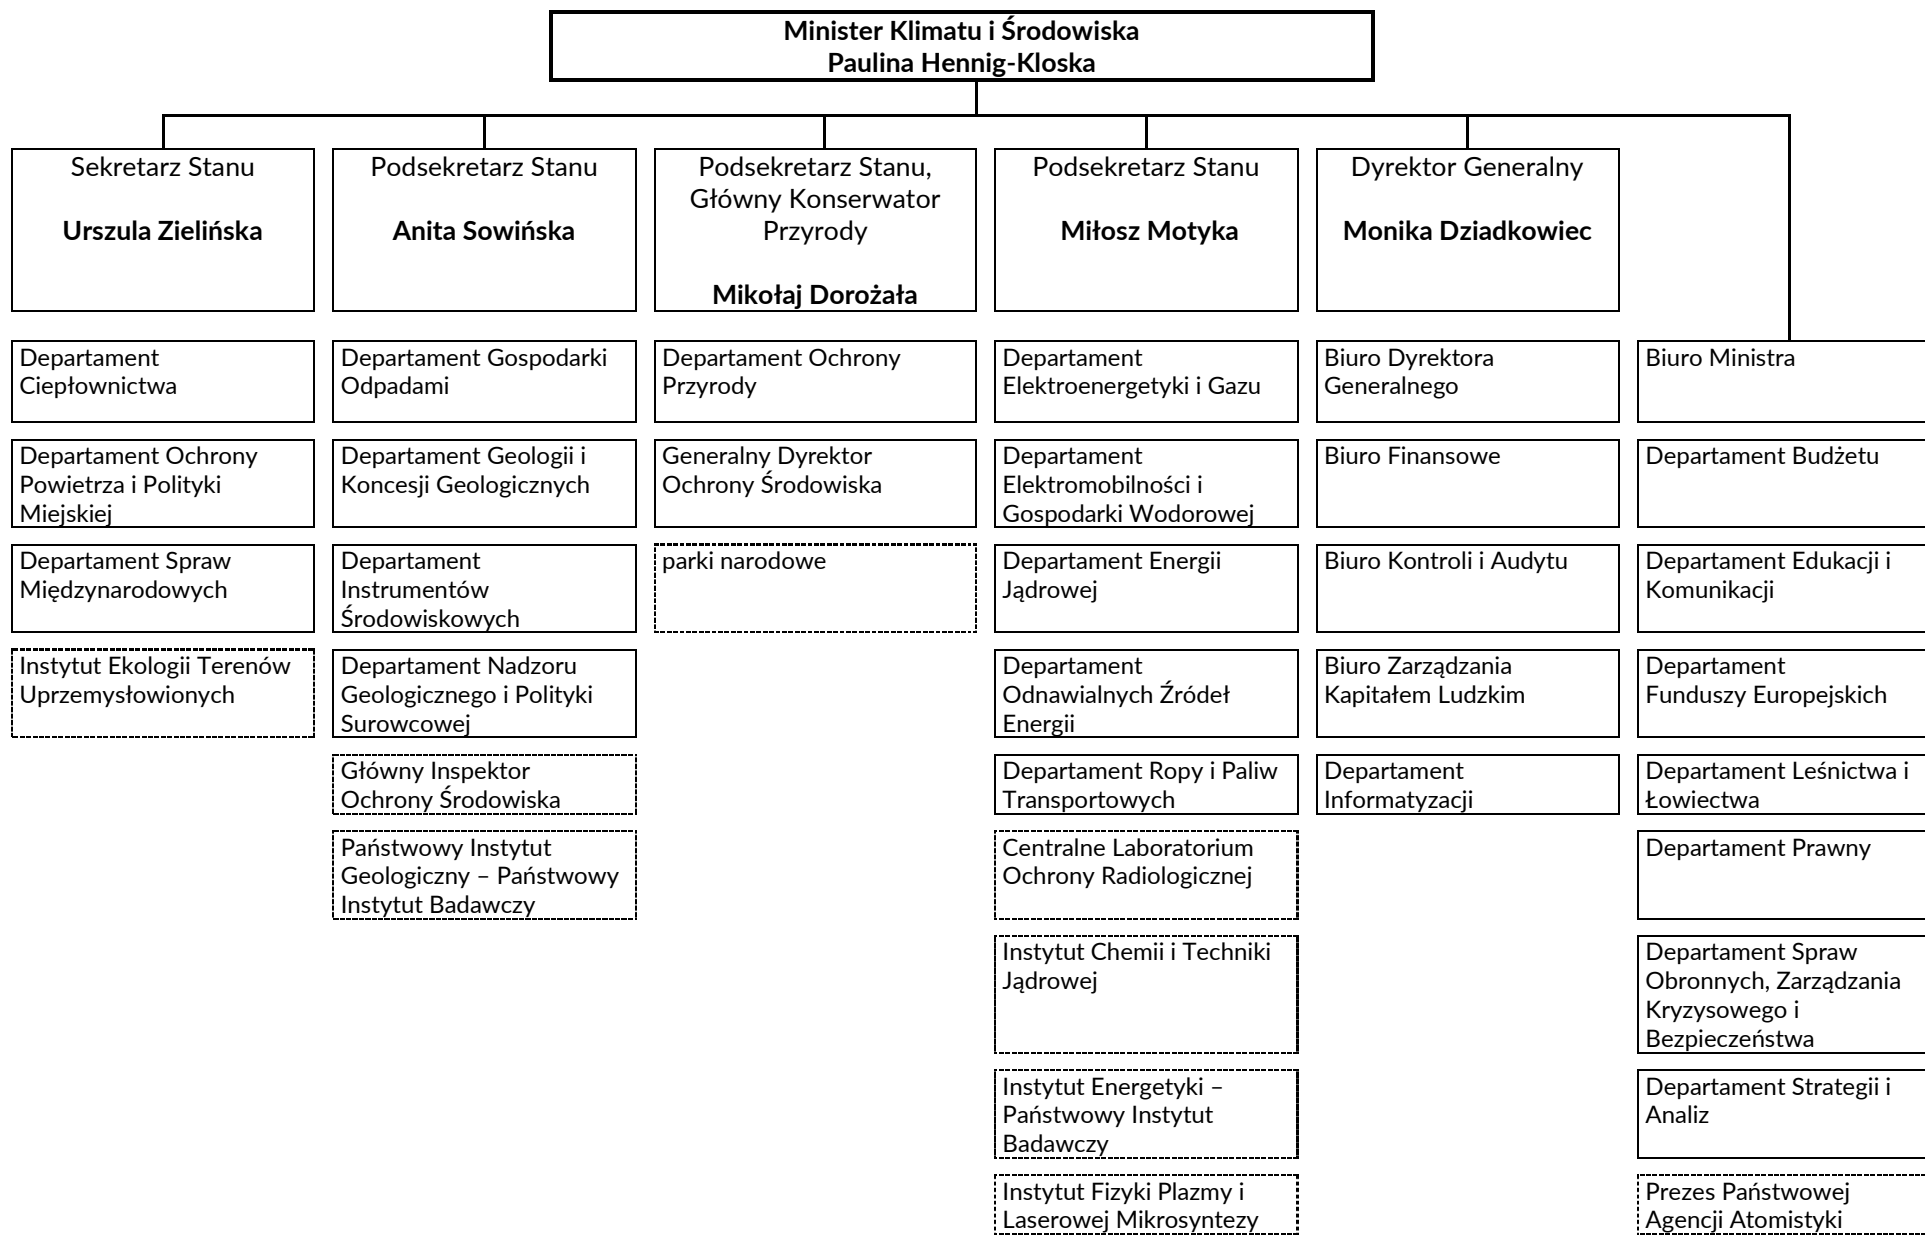 Minister Klimatu i Środowiska
Paulina Hennig-Kloska
Sekretarz Stanu
Urszula Zielińska
Podsekretarz Stanu
Anita Sowińska
Podsekretarz Stanu,
Główny Konserwator
Przyrody
Mikołaj Dorożała
Podsekretarz Stanu
Miłosz Motyka
Dyrektor Generalny
Monika Dziadkowiec
Departament
Ciepłownictwa
Departament Ochrony
Powietrza i Polityki
Miejskiej
Departament Spraw
Międzynarodowych
Instytut Ekologii Terenów
Uprzemysłowionych
Departament Gospodarki
Odpadami
Departament Geologii i
Koncesji Geologicznych
Departament
Instrumentów
Środowiskowych
Departament Nadzoru
Geologicznego i Polityki
Surowcowej
Główny Inspektor
Ochrony Środowiska
Państwowy Instytut
Geologiczny – Państwowy
Instytut Badawczy
Departament Ochrony
Przyrody
Generalny Dyrektor
Ochrony Środowiska
parki narodowe
Departament
Elektroenergetyki i Gazu
Departament
Elektromobilności i
Gospodarki Wodorowej
Departament Energii
Jądrowej
Departament
Odnawialnych Źródeł
Energii
Departament Ropy i Paliw
Transportowych
Centralne Laboratorium
Ochrony Radiologicznej
Instytut Chemii i Techniki
Jądrowej
Instytut Energetyki –
Państwowy Instytut
Badawczy
Instytut Fizyki Plazmy i
Laserowej Mikrosyntezy
Biuro Dyrektora
Generalnego
Biuro Finansowe
Biuro Kontroli i Audytu
Biuro Zarządzania
Kapitałem Ludzkim
Departament
Informatyzacji
Biuro Ministra
Departament Budżetu
Departament Edukacji i
Komunikacji
Departament
Funduszy Europejskich
Departament Leśnictwa i
Łowiectwa
Departament Prawny
Departament Spraw
Obronnych, Zarządzania
Kryzysowego i
Bezpieczeństwa
Departament Strategii i
Analiz
Prezes Państwowej
Agencji Atomistyki